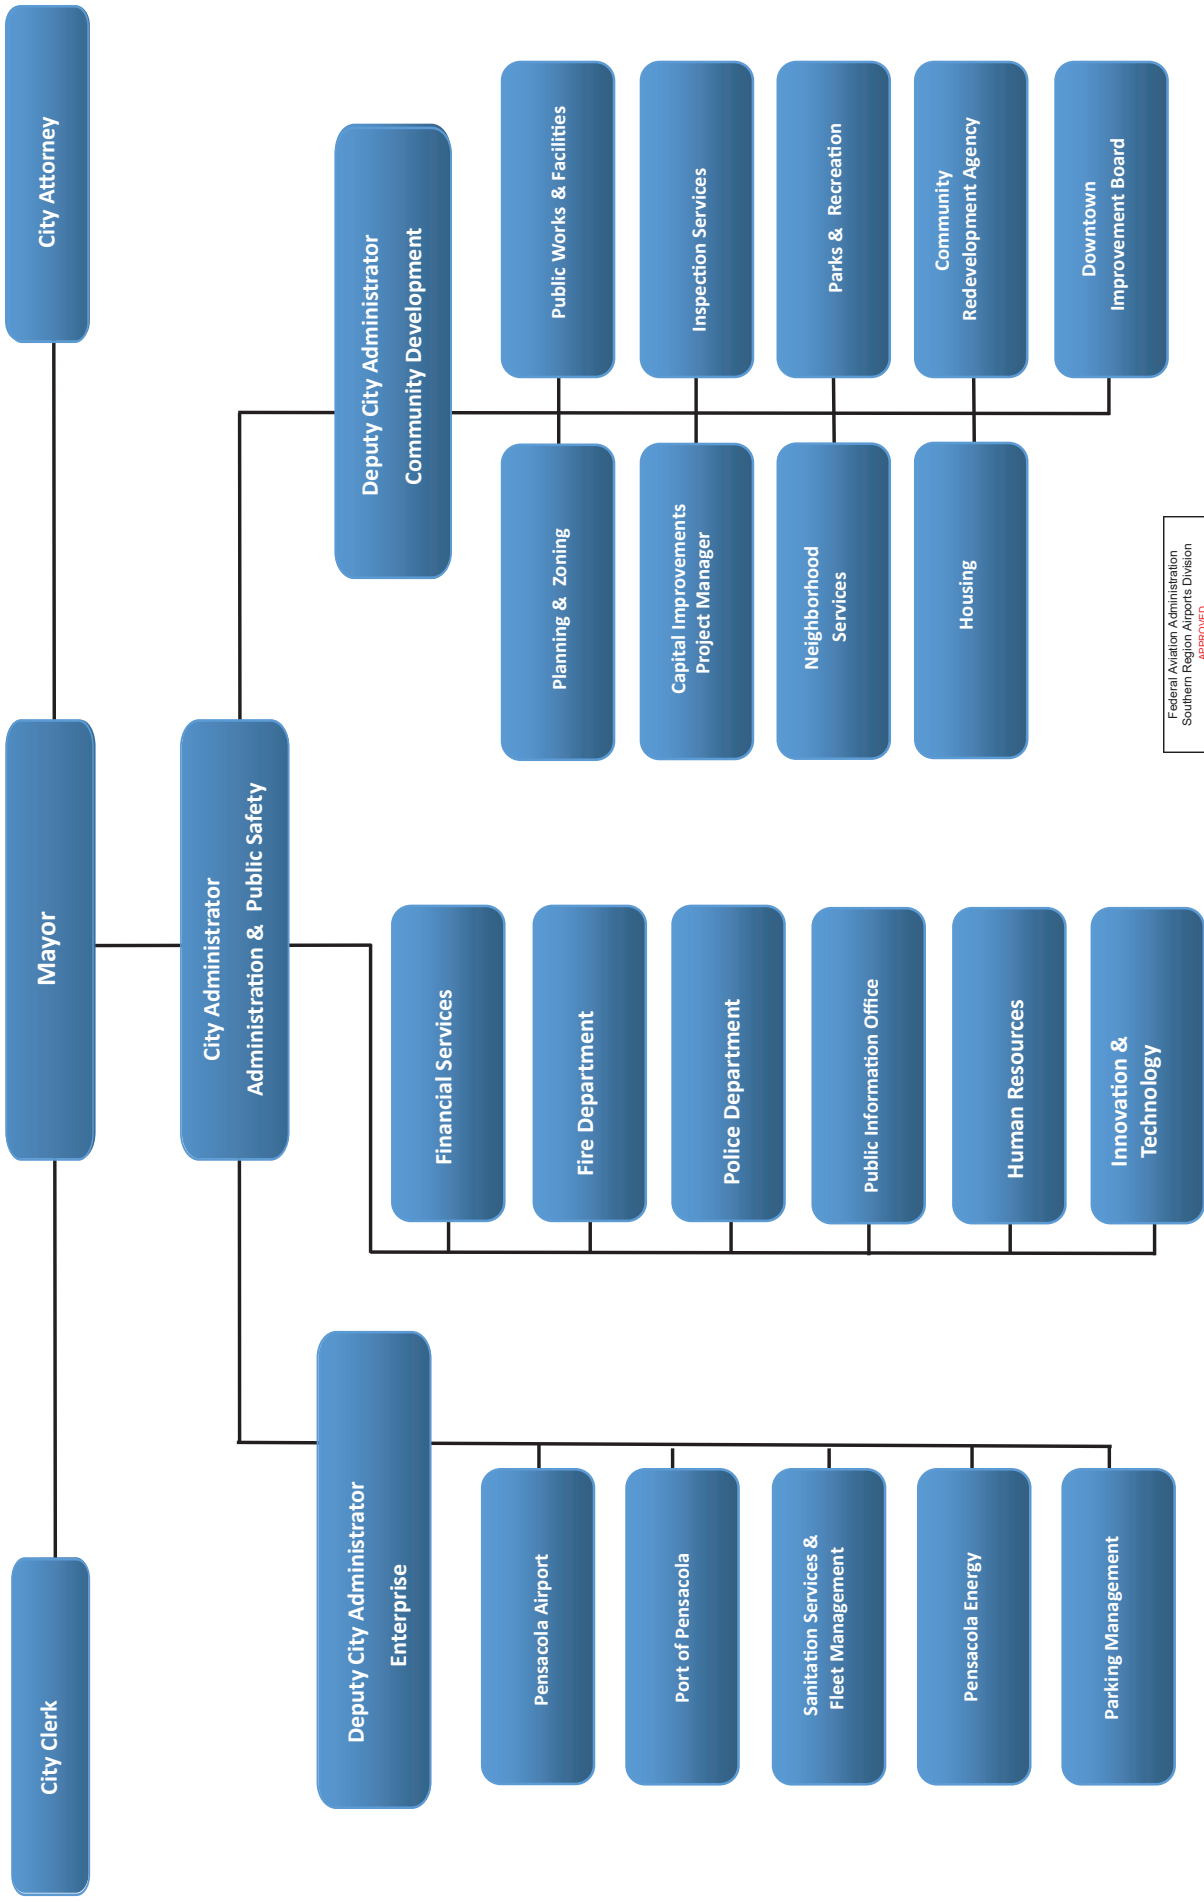 City Clerk
Mayor
City Attorney
City Administrator
Administration & Public Safety
Deputy City Administrator
Enterprise
Pensacola Airport
Port of Pensacola
Sanitation Services &
Fleet Management
Pensacola Energy
Parking Management
Financial Services
Fire Department
Police Department
Public Information Office
Human Resources
Innovation &
Technology
Deputy City Administrator
Community Development
Planning & Zoning
Public Works & Facilities
Capital Improvements
Project Manager
Inspection Services
Neighborhood
Services
Parks & Recreation
Housing
Community
Redevelopment Agency
Downtown
Improvement Board
Federal Aviation Administration
Southern Region Airports Division
APPROVED